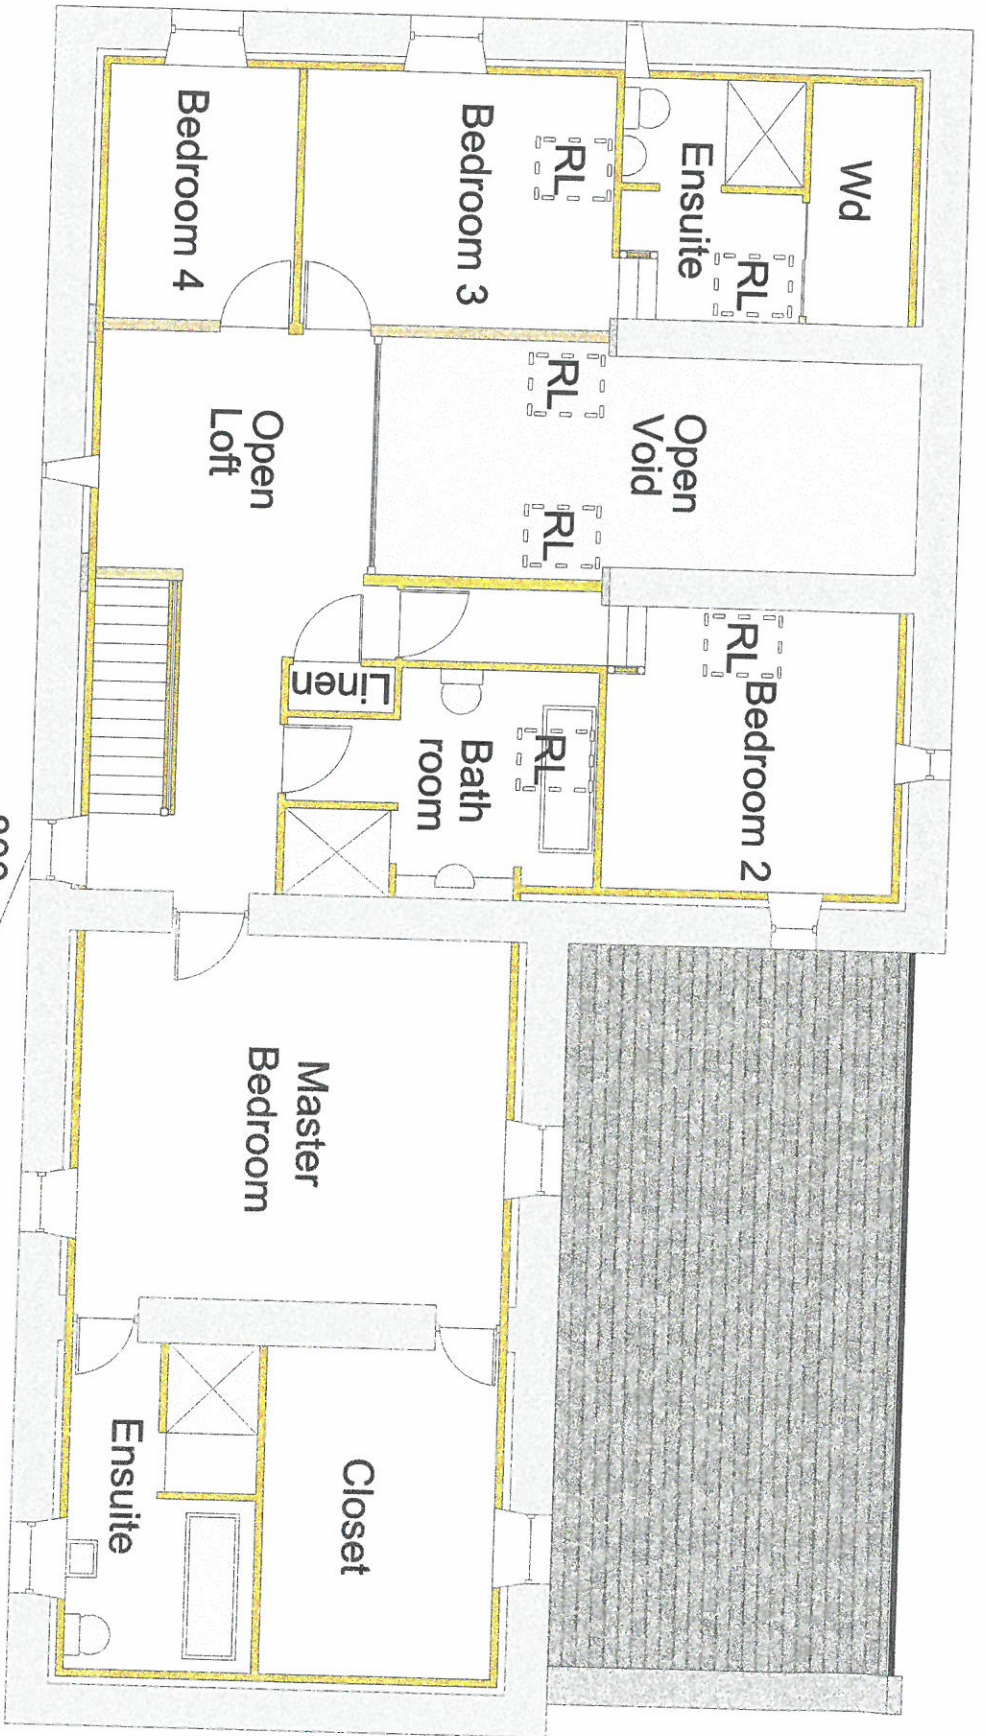 Wd
RL
Ensuite
RL
Bedroom 3
Bedroom 4
Open
Void
RL
RL
Open
Loft
RL
Bedroom 2
RL
Bath
room
Linen
Master
Bedroom
Closet
Ensuite